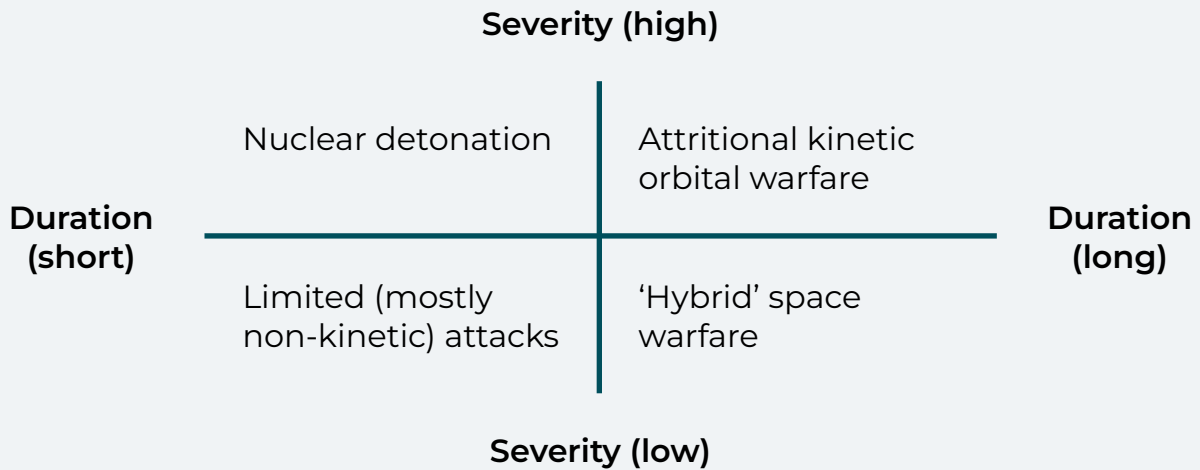 Severity (high)
Nuclear detonation
Attritional kinetic
orbital warfare
Duration
(short)
Duration
(long)
Limited (mostly
non-kinetic) attacks
‘Hybrid’ space
warfare
Severity (low)